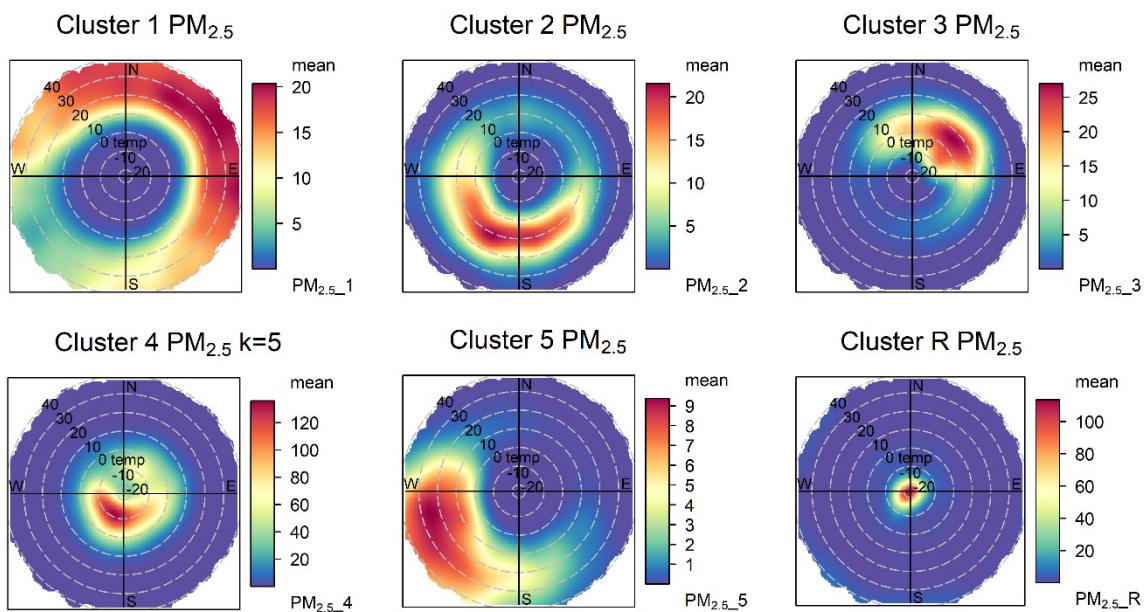 Cluster 1 PM2.5
mean
20
15
10
5
PM2.5_1
N
E
S
W
40
30
20
10
0 temp
-10
-20
Cluster 2 PM2.5
mean
20
15
10
5
PM2.5_2
N
E
S
W
40
30
20
10
0 temp
-10
-20
Cluster 3 PM2.5
mean
25
20
15
10
5
PM2.5_3
N
E
S
W
40
30
20
10
0 temp
-10
-20
Cluster 4 PM2.5 k=5
mean
120
100
80
60
40
20
PM2.5_4
N
E
S
W
40
30
20
10
0 temp
-10
-20
Cluster 5 PM2.5
mean
9
8
7
6
5
4
3
2
1
PM2.5_5
N
E
S
W
40
30
20
10
0 temp
-10
-20
Cluster R PM2.5
mean
100
80
60
40
20
PM2.5_R
N
E
S
W
40
30
20
10
0 temp
-10
-20